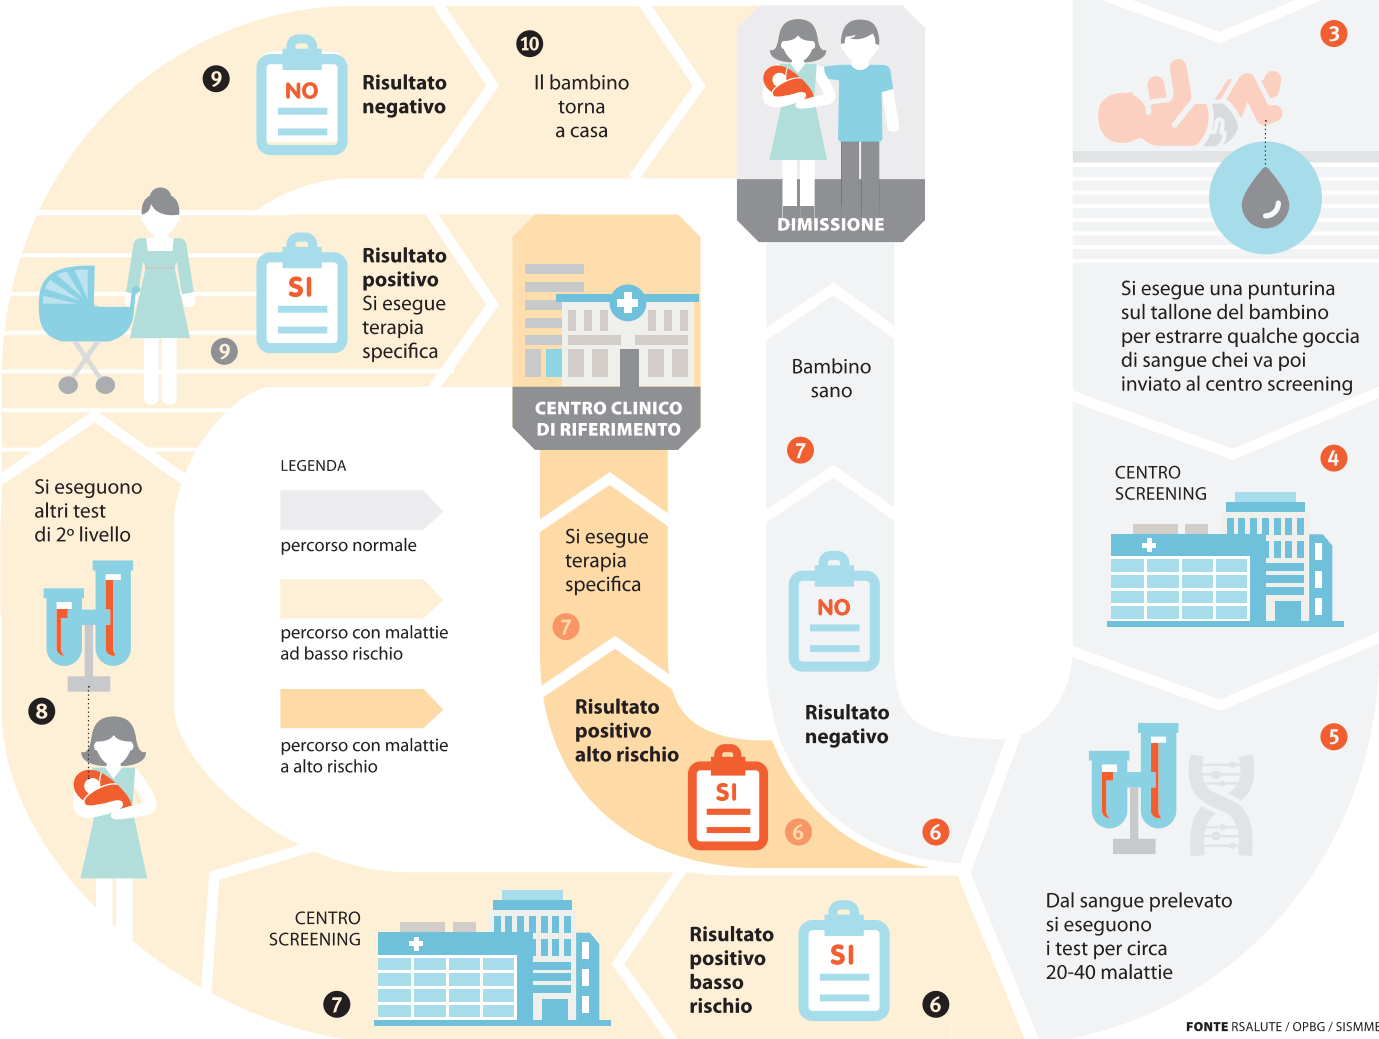 3
Si esegue una punturina
sul tallone del bambino
per estrarre qualche goccia
di sangue chei va poi
inviato al centro screening
4
CENTRO
SCREENING
5
Dal sangue prelevato
si eseguono
i test per circa
20-40 malattie
6
NO
Risultato
negativo
7
Bambino
sano
DIMISSIONE
6
SI
Risultato
positivo
alto rischio
7
Si esegue
terapia
specifica
CENTRO CLINICO
DI RIFERIMENTO
6
SI
Risultato
positivo
basso
rischio
7
CENTRO
SCREENING
8
Si eseguono
altri test
di 2º livello
9
SI
Risultato
positivo
Si esegue
terapia
specifica
9
NO
Risultato
negativo
10
Il bambino
torna
a casa
LEGENDA
percorso normale
percorso con malattie
ad basso rischio
percorso con malattie
a alto rischio
FONTE RSALUTE / OPBG / SISMME